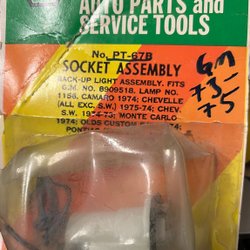 AUTO PARTS and
SERVICE TOOLS
No. PT-67B
SOCKET ASSEMBLY
BACK-UP LIGHT ASSEMBLY. FITS
G.M. NO. 8909518. LAMP NO.
1156. CAMARO 1974; CHEVELLE
(ALL EXC. S.W.) 1975-74; CHEV.
S.W. 1974-73; MONTE CARLO
1974; OLDS CUSTOM
PONTIAC
GM
73-
75